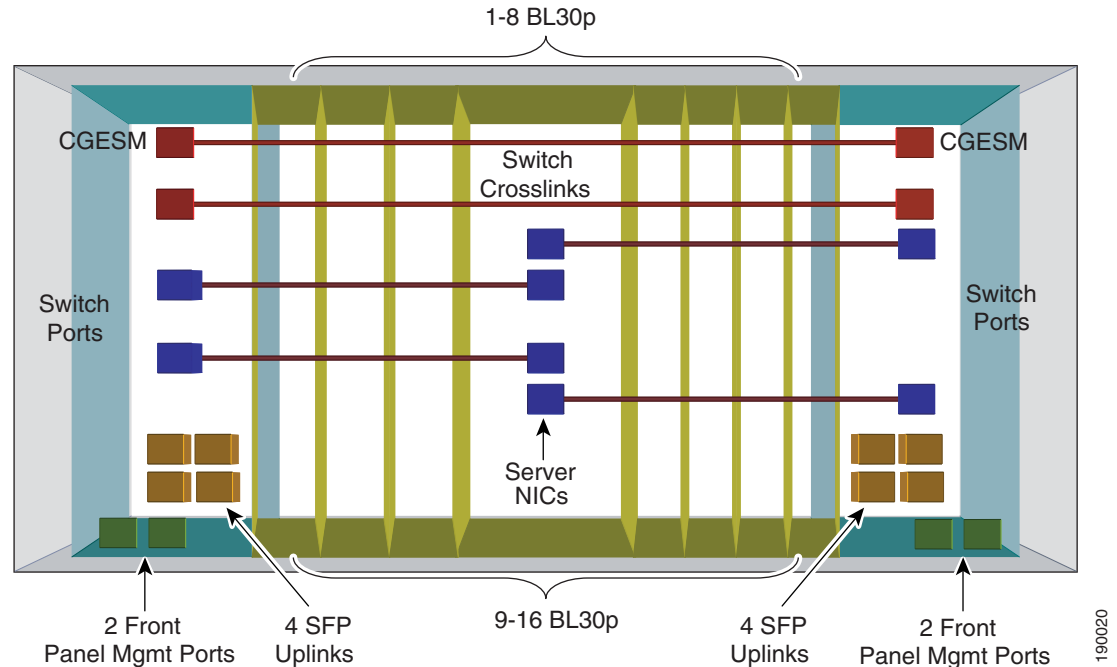 1-8 BL30p
CGESM
CGESM
Switch
Crosslinks
Switch
Ports
Switch
Ports
Server
NICs
9-16 BL30p
2 Front
Panel Mgmt Ports
4 SFP
Uplinks
4 SFP
Uplinks
2 Front
Panel Mgmt Ports
190020